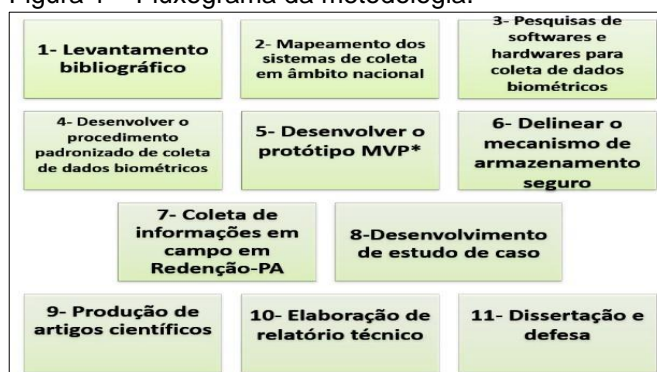 Figura 1 – Fluxograma da metodologia.
1- Levantamento
bibliográfico
2- Mapeamento dos
sistemas de coleta
em âmbito nacional
3- Pesquisas de
softwares e
hardwares para
coleta de dados
biométricos
4- Desenvolver o
procedimento
padronizado de coleta
de dados biométricos
5- Desenvolver o
protótipo MVP*
6- Delinear o
mecanismo de
armazenamento
seguro
7- Coleta de
informações em
campo em
Redenção-PA
8-Desenvolvimento
de estudo de caso
9- Produção de
artigos científicos
10- Elaboração de
relatório técnico
11- Dissertação e
defesa